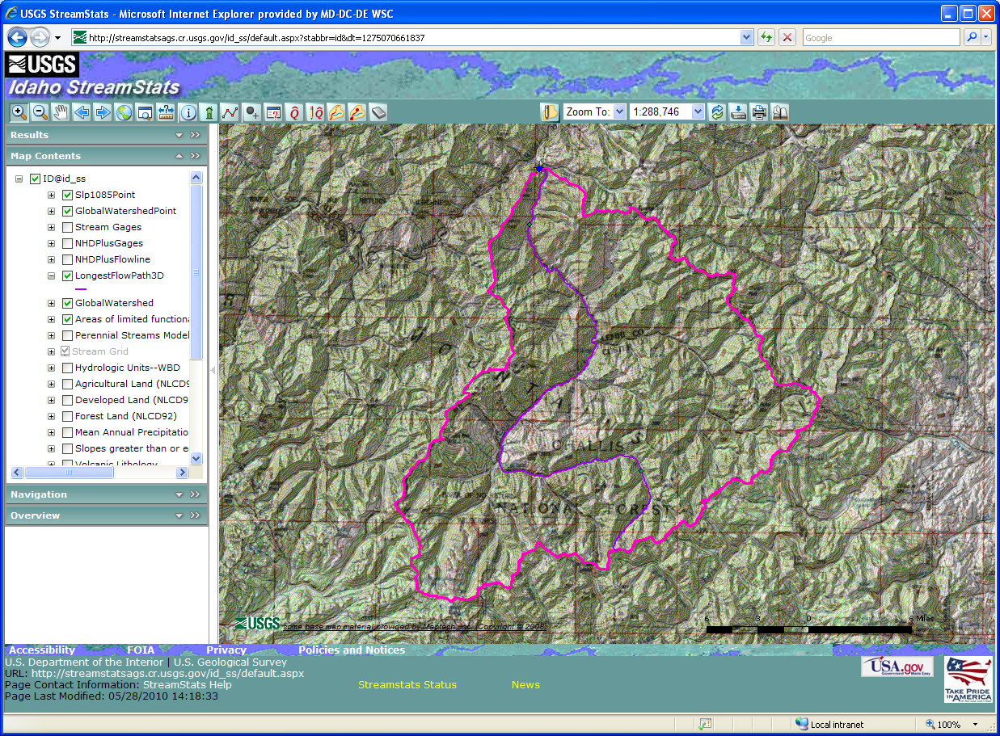 USGS StreamStats - Microsoft Internet Explorer provided by MD-DC-DE WSC
http://streamstatsags.cr.usgs.gov/id_ss/default.aspx?stabbr=id&dt=1275070661837
Google
USGS
Idaho StreamStats
Zoom To:
1:288,746
Results
Map Contents
ID@id_ss
Slp1085Point
GlobalWatershedPoint
Stream Gages
NHDPlusGages
NHDPlusFlowline
LongestFlowPath3D
GlobalWatershed
Areas of limited functiona
Perennial Streams Model
Stream Grid
Hydrologic Units--WBD
Agricultural Land (NLCD9
Developed Land (NLCD9
Forest Land (NLCD92)
Mean Annual Precipitatio
Slopes greater than or e
Volcanic Lithology
Navigation
Overview
CHALLIS
NATIONAL FOREST
USGS some base map material provided by Maptech, Inc. (Copyright © 2008)
6 3 0 6 Miles
Accessibility FOIA Privacy Policies and Notices
U.S. Department of the Interior | U.S. Geological Survey
URL: http://streamstatsags.cr.usgs.gov/id_ss/default.aspx
Page Contact Information: StreamStats Help
Page Last Modified: 05/28/2010 14:18:33
Streamstats Status
News
USA.gov
Government Made Easy
TAKE PRIDE
IN AMERICA
Local intranet
100%